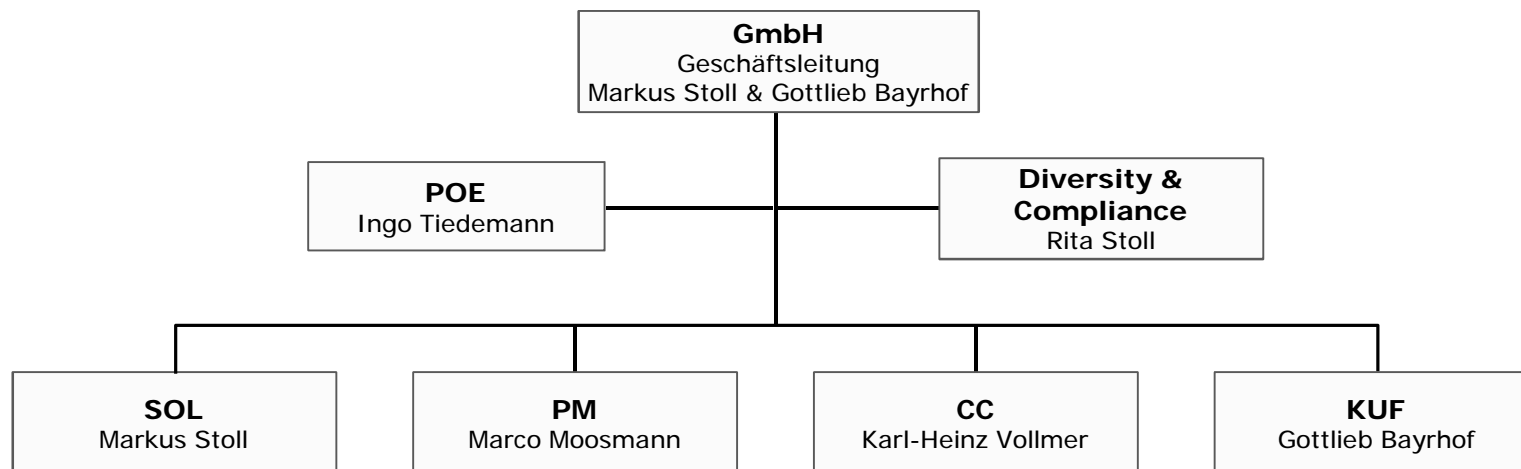 GmbH
Geschäftsleitung
Markus Stoll & Gottlieb Bayrhof
POE
Ingo Tiedemann
Diversity &
Compliance
Rita Stoll
SOL
Markus Stoll
PM
Marco Moosmann
CC
Karl-Heinz Vollmer
KUF
Gottlieb Bayrhof